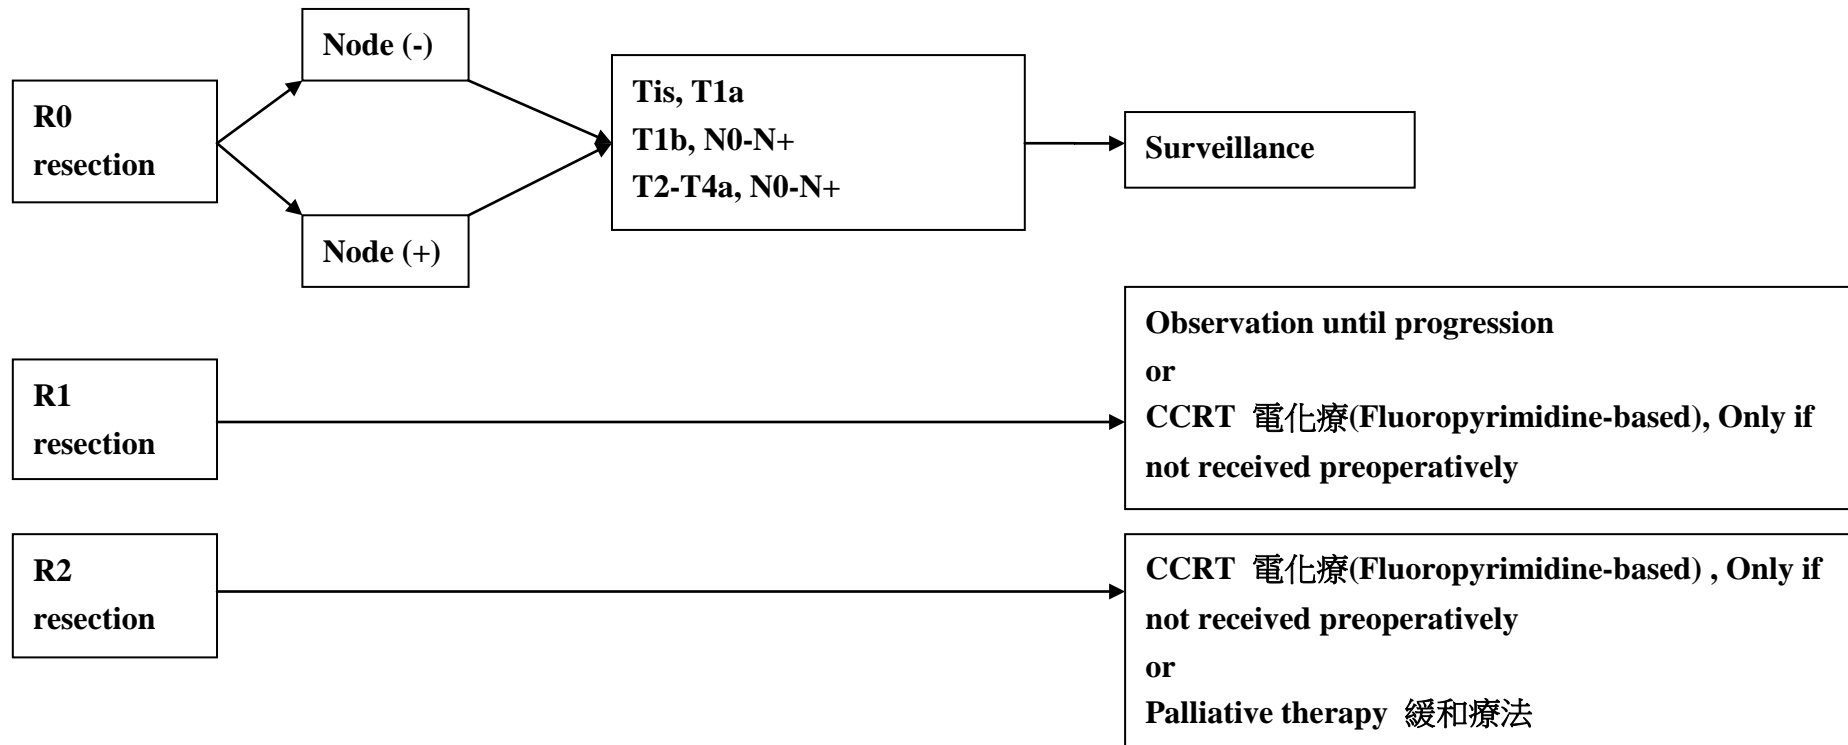 Node (-)
R0
resection
Node (+)
Tis, T1a
T1b, N0-N+
T2-T4a, N0-N+
Surveillance
R1
resection
Observation until progression
or
CCRT 電化療(Fluoropyrimidine-based), Only if
not received preoperatively
R2
resection
CCRT 電化療(Fluoropyrimidine-based) , Only if
not received preoperatively
or
Palliative therapy 緩和療法